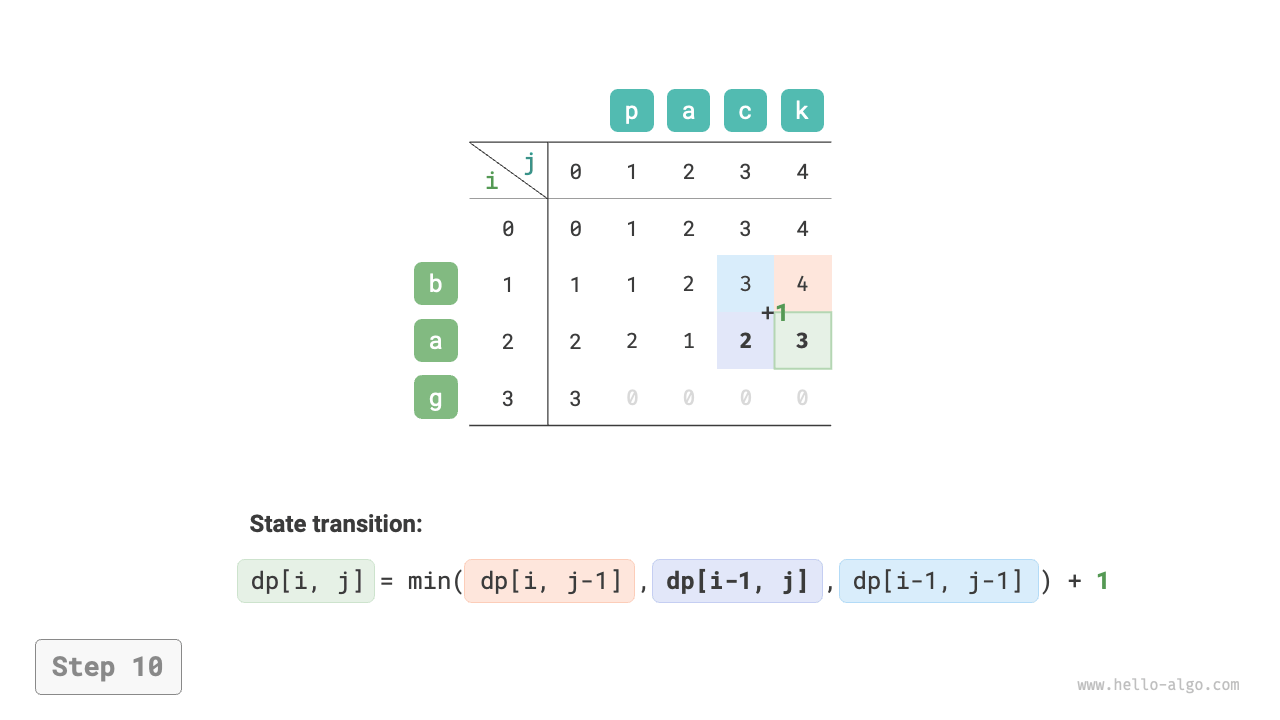 p a c k
j
i
0 1 2 3 4
0 0 1 2 3 4
b 1 1 1 2 3 4
+1
a 2 2 2 1 2 3
g 3 3 0 0 0 0
State transition:
dp[i, j] = min( dp[i, j-1] , dp[i-1, j] , dp[i-1, j-1] ) + 1
Step 10
www.hello-algo.com